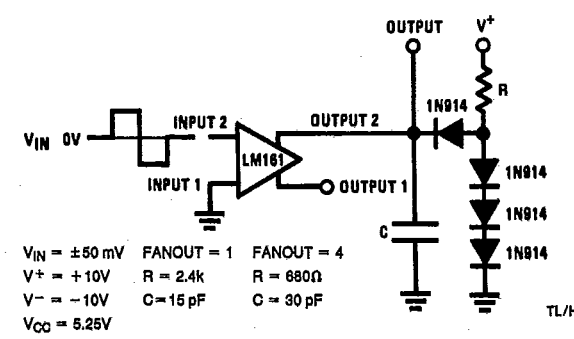 OUTPUT
V+
R
1N914
INPUT 2
OUTPUT 2
VIN 0V
LM161
1N914
INPUT 1
OUTPUT 1
1N914
C
1N914
VIN = ±50 mV FANOUT = 1 FANOUT = 4
V+ = +10V R = 2.4k R = 680Ω
V− = −10V C = 15 pF C = 30 pF
VCC = 5.25V
TL/H